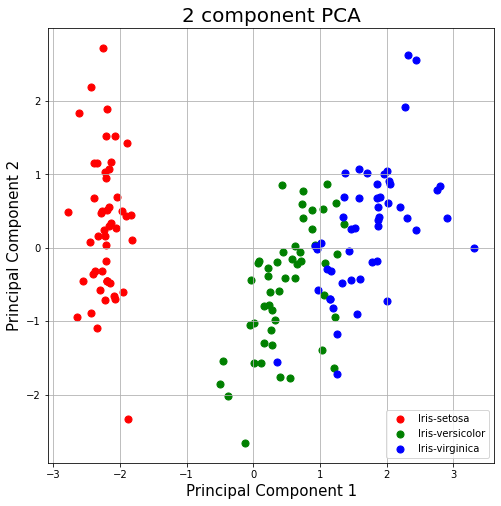 2 component PCA
Principal Component 2
2
1
0
−1
−2
−3
−2
−1
0
1
2
3
Principal Component 1
Iris-setosa
Iris-versicolor
Iris-virginica